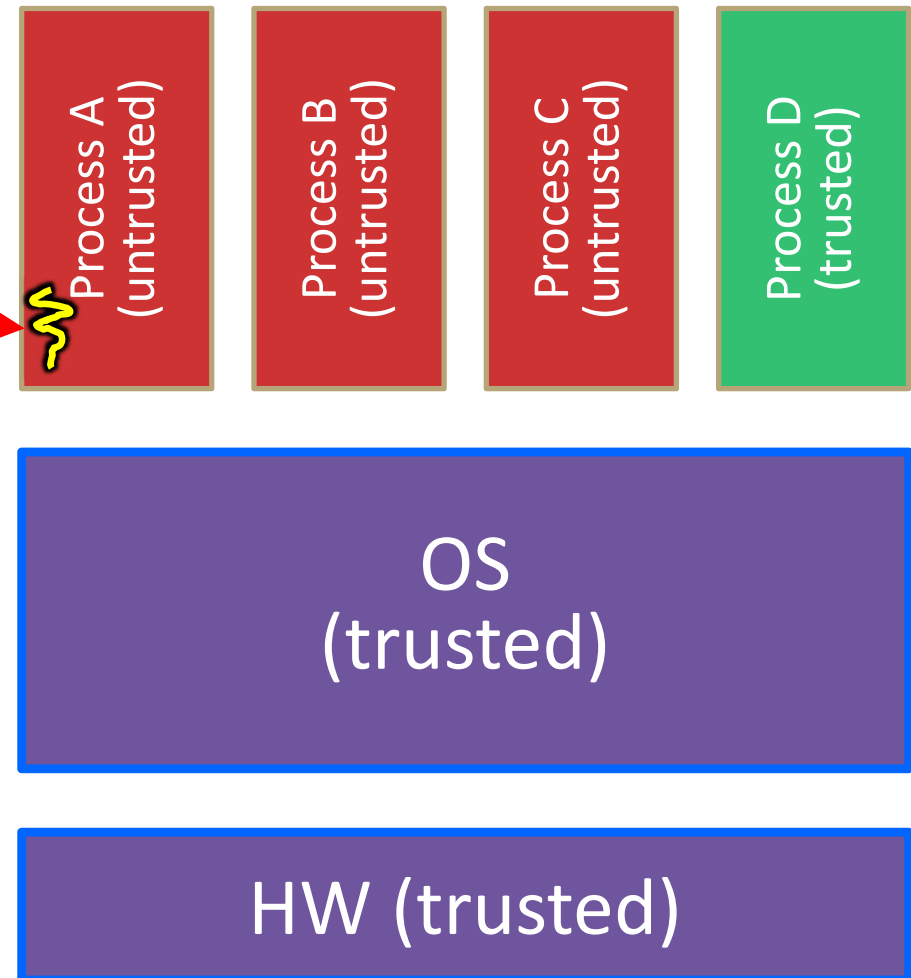 Process A
(untrusted)
Process B
(untrusted)
Process C
(untrusted)
Process D
(trusted)
OS
(trusted)
HW (trusted)